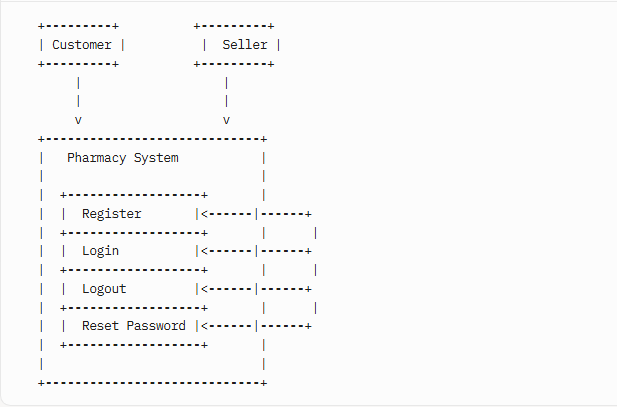 +---------+          +---------+
| Customer |          |  Seller |
+---------+          +---------+
     |                   |
     |                   |
     v                   v
+-----------------------------+
|   Pharmacy System           |
|                             |
|  +------------------+       |
|  |  Register       |<------|------+
|  +------------------+       |      |
|  |  Login          |<------|------+
|  +------------------+       |      |
|  |  Logout         |<------|------+
|  +------------------+       |      |
|  |  Reset Password |<------|------+
|  +------------------+       |
|                             |
+-----------------------------+